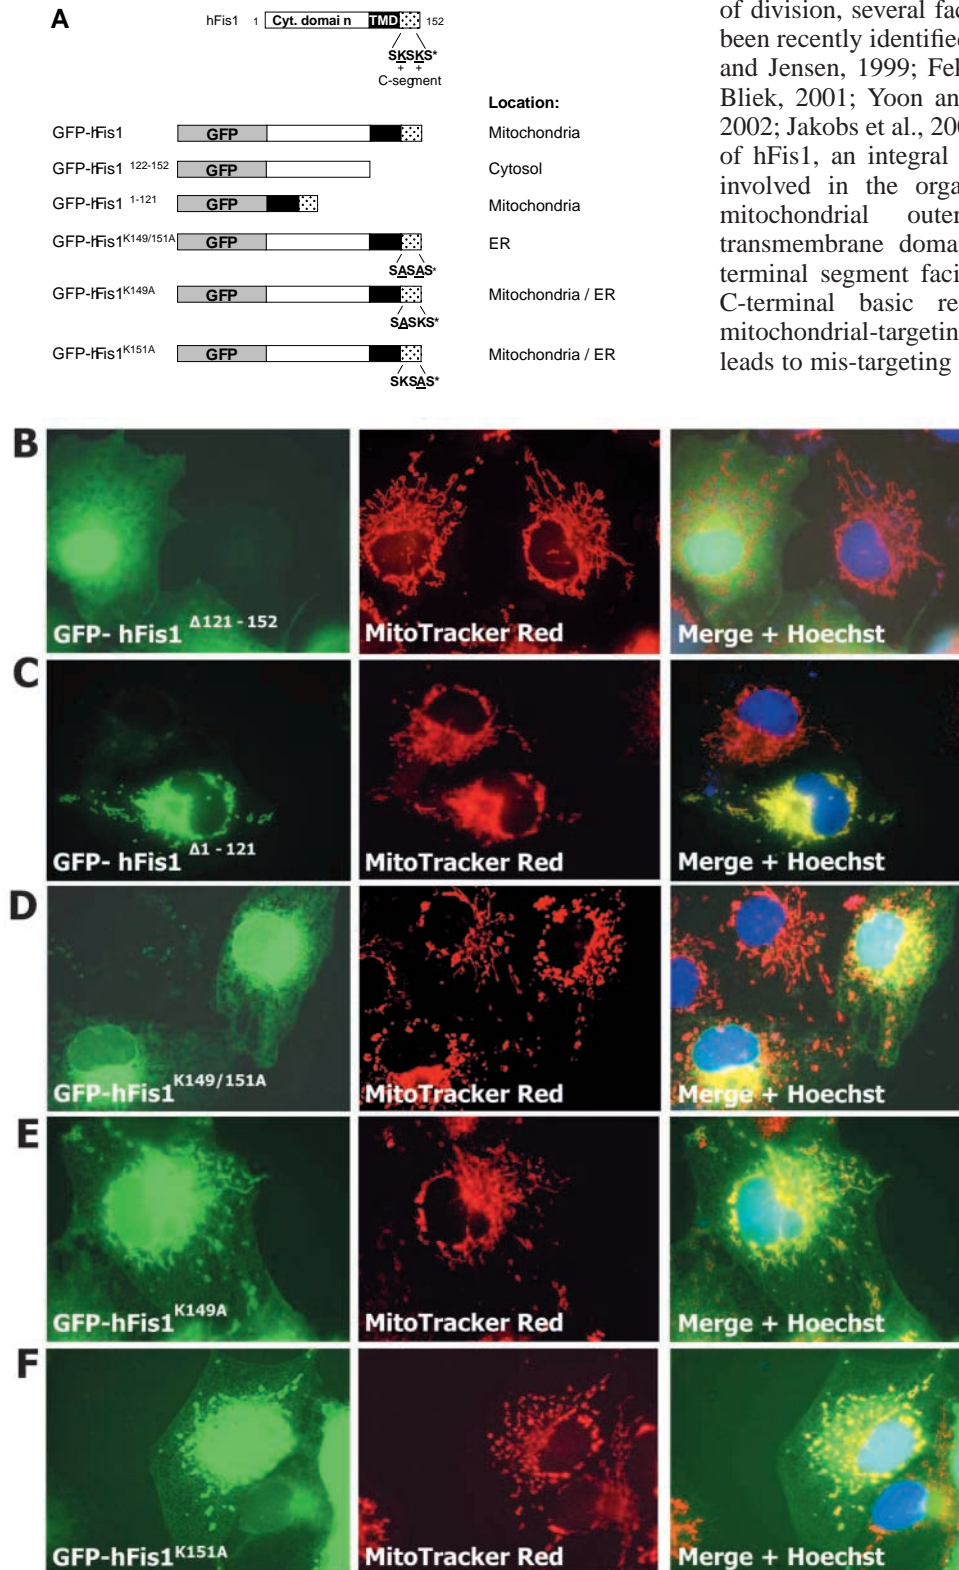 A
hFis1 1 Cyt. domain TMD 152
SKSKS*
+ +
C-segment
Location:
GFP-hFis1 GFP Mitochondria
GFP-hFis1 122-152 GFP Cytosol
GFP-hFis1 1-121 GFP Mitochondria
GFP-hFis1K149/151A GFP ER
SASAS*
GFP-hFis1K149A GFP Mitochondria / ER
SASKS*
GFP-hFis1K151A GFP Mitochondria / ER
SKSAS*
of division, several fac
been recently identified
and Jensen, 1999; Fek
Bliek, 2001; Yoon an
2002; Jakobs et al., 200
of hFis1, an integral
involved in the orga
mitochondrial outer
transmembrane domai
terminal segment facil
C-terminal basic re
mitochondrial-targetin
leads to mis-targeting
B
GFP- hFis1 Δ121 - 152 MitoTracker Red Merge + Hoechst
C
GFP- hFis1 Δ1 - 121 MitoTracker Red Merge + Hoechst
D
GFP-hFis1K149/151A MitoTracker Red Merge + Hoechst
E
GFP-hFis1K149A MitoTracker Red Merge + Hoechst
F
GFP-hFis1K151A MitoTracker Red Merge + Hoechst